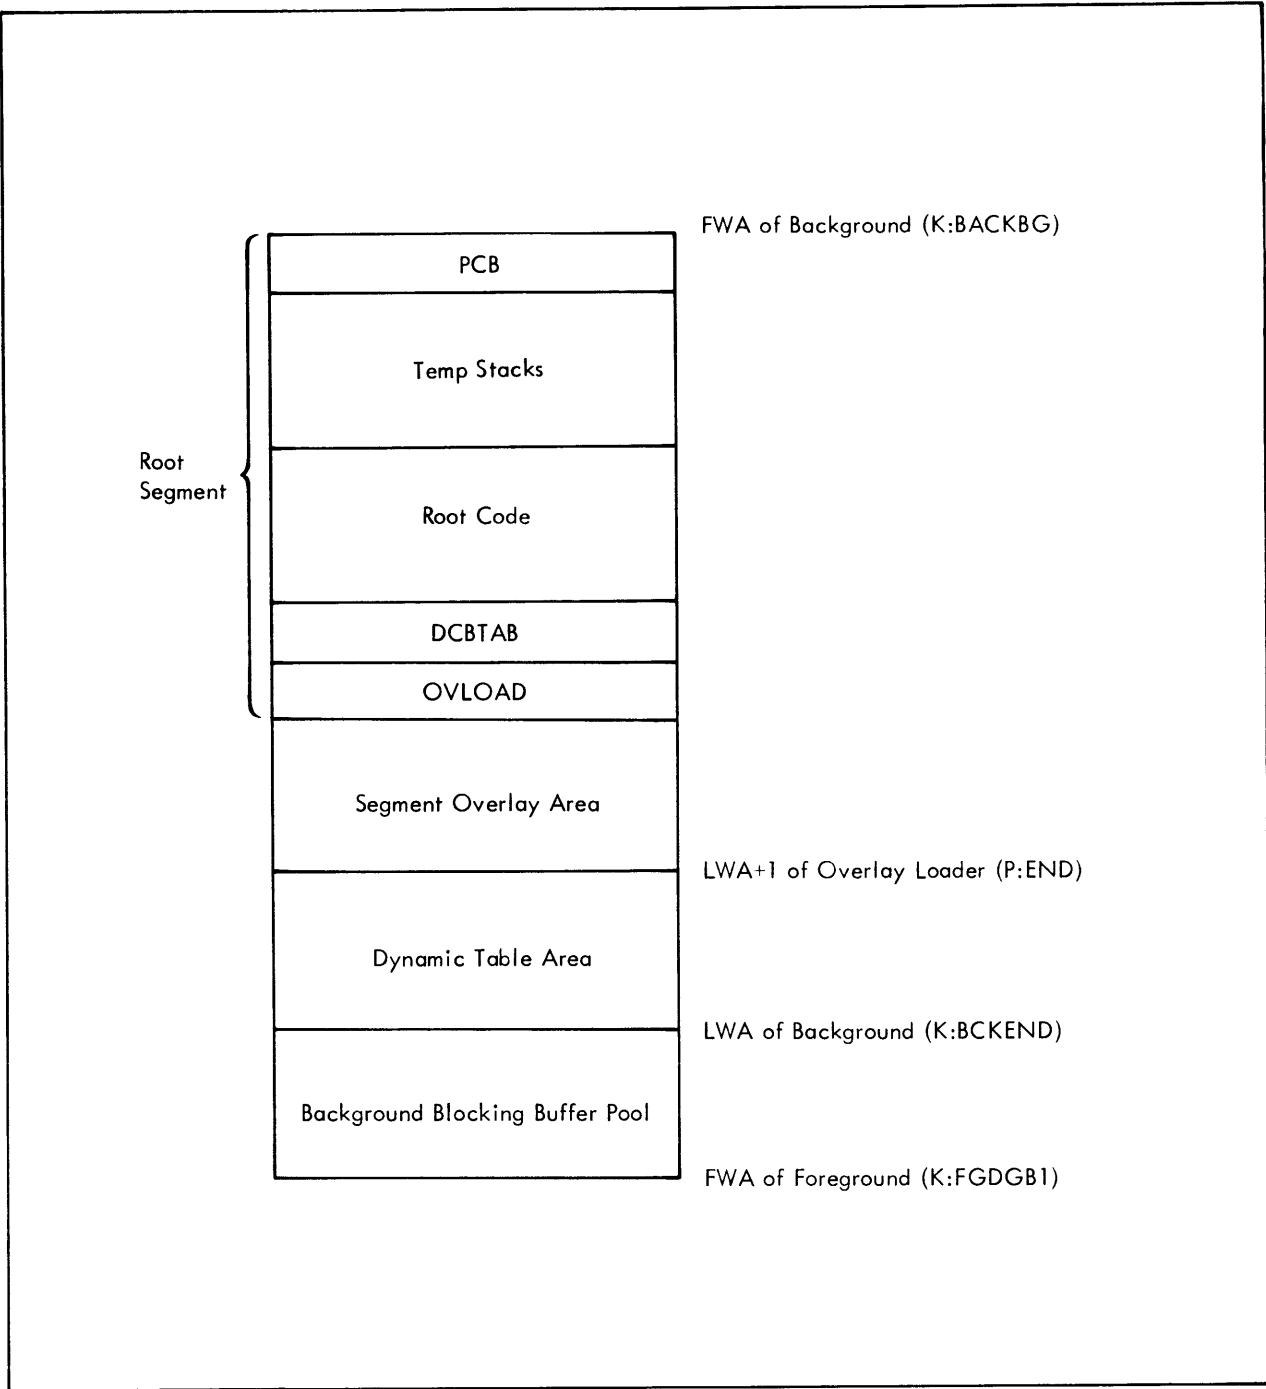 FWA of Background (K:BACKBG)
PCB
Temp Stacks
Root
Segment
Root Code
DCBTAB
OVLOAD
Segment Overlay Area
LWA+1 of Overlay Loader (P:END)
Dynamic Table Area
LWA of Background (K:BCKEND)
Background Blocking Buffer Pool
FWA of Foreground (K:FGDGB1)